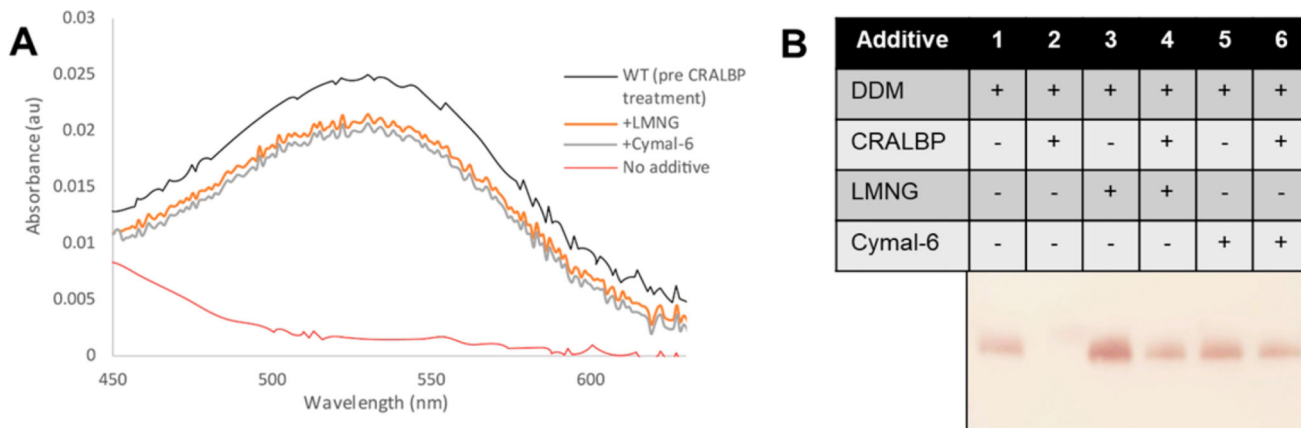 A
0.03
0.025
0.02
0.015
0.01
0.005
0
Absorbance (au)
450
500
550
600
Wavelength (nm)
WT (pre CRALBP
treatment)
+LMNG
+Cymal-6
No additive
B
Additive 1 2 3 4 5 6
DDM + + + + + +
CRALBP - + - + - +
LMNG - - + + - -
Cymal-6 - - - - + +